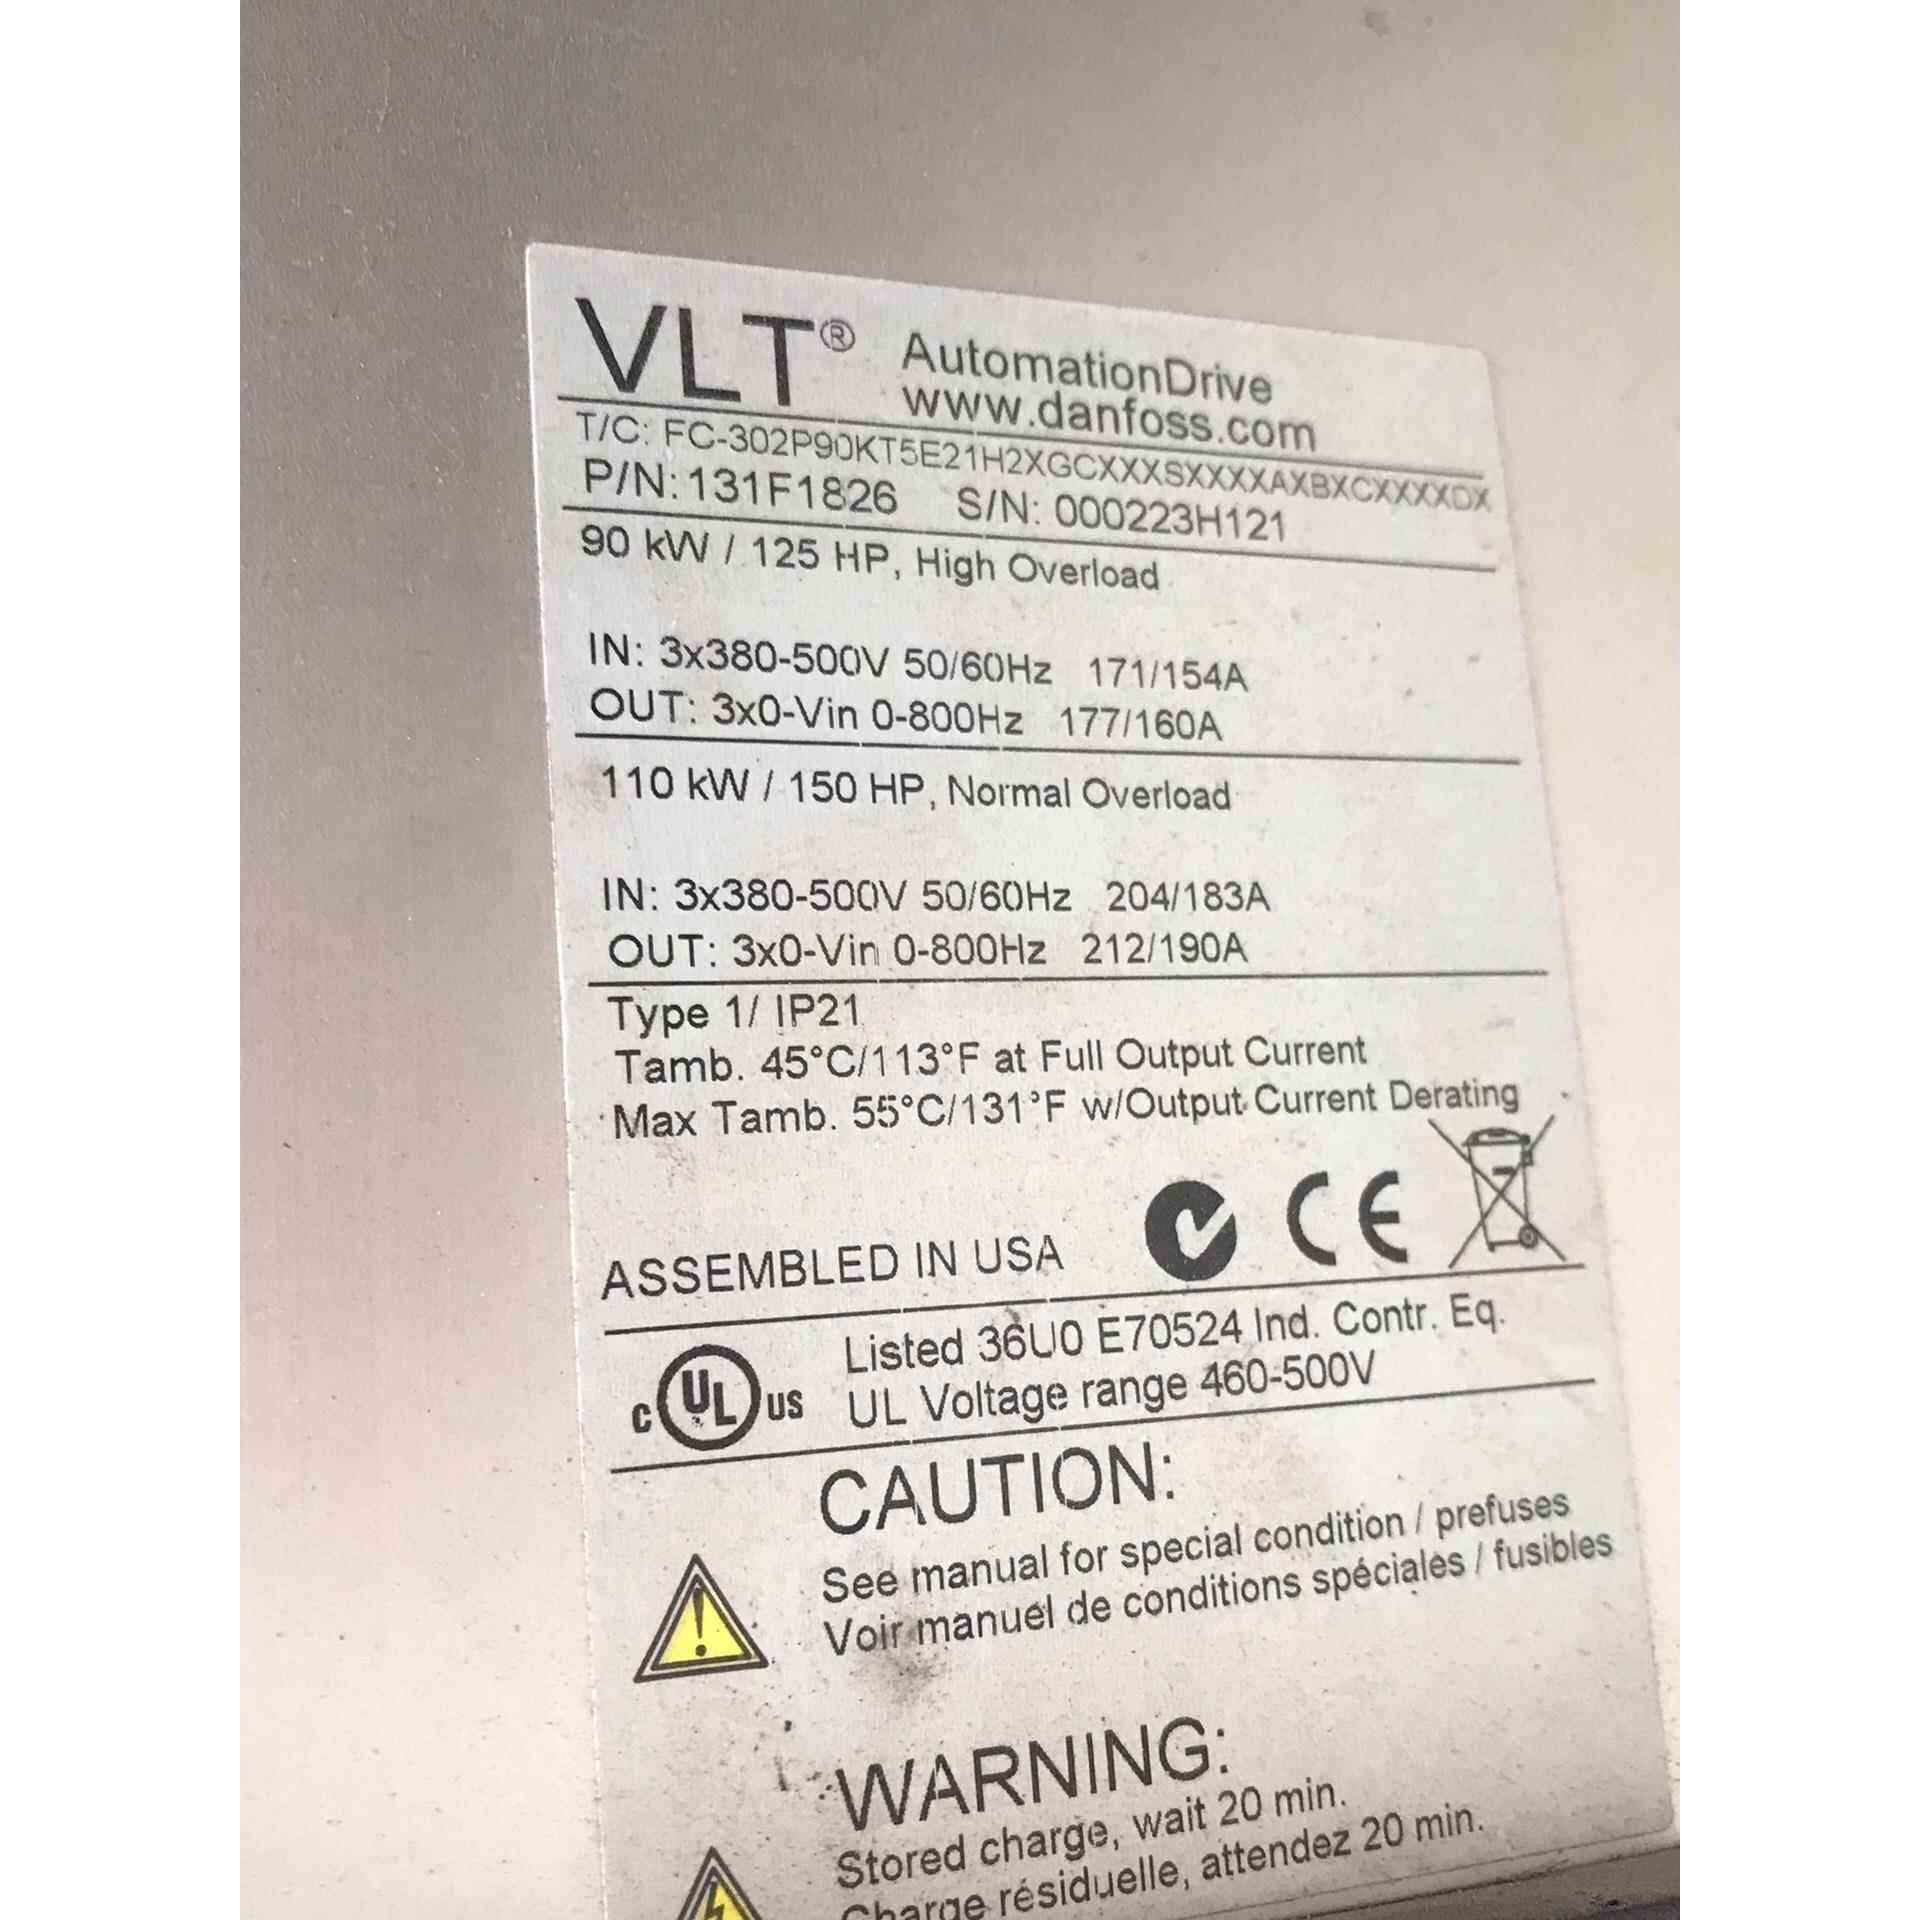 VLT® AutomationDrive
www.danfoss.com
T/C: FC-302P90KT5E21H2XGCXXXSXXXXAXBXCXXXXDX
P/N: 131F1826 S/N: 000223H121
90 kW / 125 HP, High Overload
IN: 3x380-500V 50/60Hz 171/154A
OUT: 3x0-Vin 0-800Hz 177/160A
110 kW / 150 HP, Normal Overload
IN: 3x380-500V 50/60Hz 204/183A
OUT: 3x0-Vin 0-800Hz 212/190A
Type 1/ IP21
Tamb. 45°C/113°F at Full Output Current
Max Tamb. 55°C/131°F w/Output Current Derating
ASSEMBLED IN USA CE
Listed 36U0 E70524 Ind. Contr. Eq.
c UL US UL Voltage range 460-500V
CAUTION:
See manual for special condition / prefuses
Voir manuel de conditions spéciales / fusibles
WARNING:
Stored charge, wait 20 min.
Charge résiduelle, attendez 20 min.